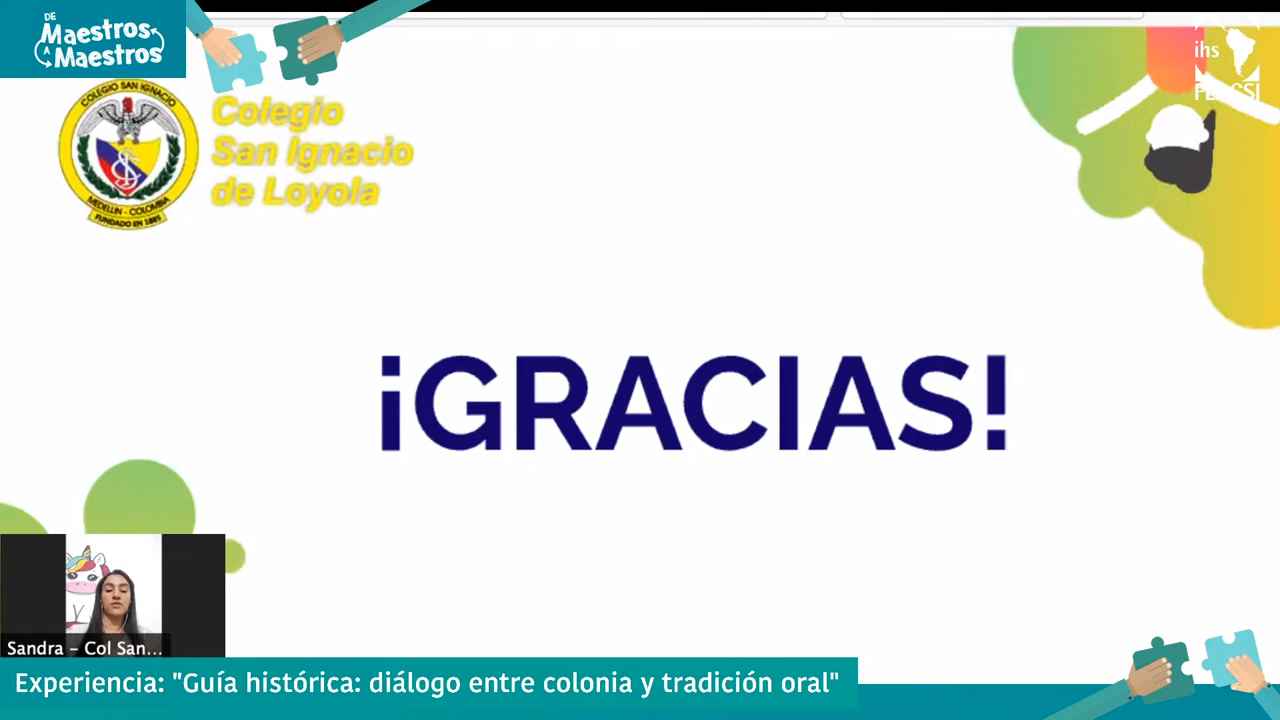 DE
Maestros
A
Maestros
ihs
FLACSI
COLEGIO SAN IGNACIO
MEDELLIN - COLOMBIA
FUNDADO EN 1885
Colegio
San Ignacio
de Loyola
¡GRACIAS!
Sandra – Col San...
Experiencia: "Guía histórica: diálogo entre colonia y tradición oral"